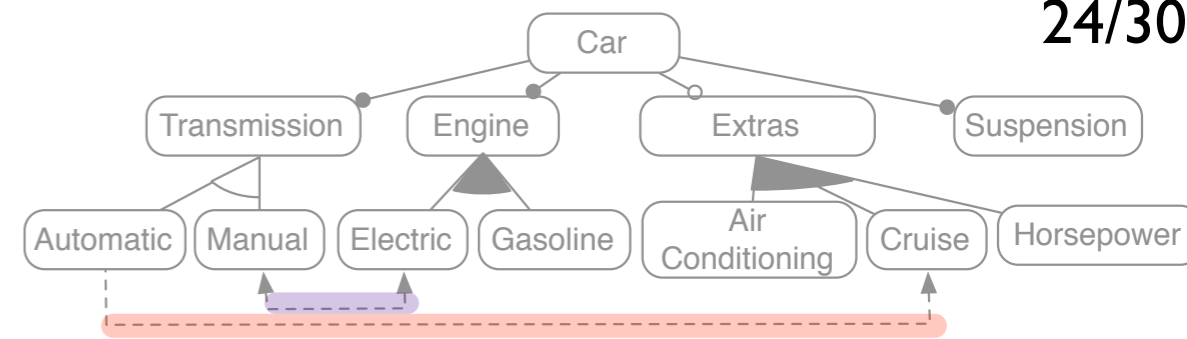 24/30
Car
Transmission
Engine
Extras
Suspension
Automatic
Manual
Electric
Gasoline
Air
Conditioning
Cruise
Horsepower